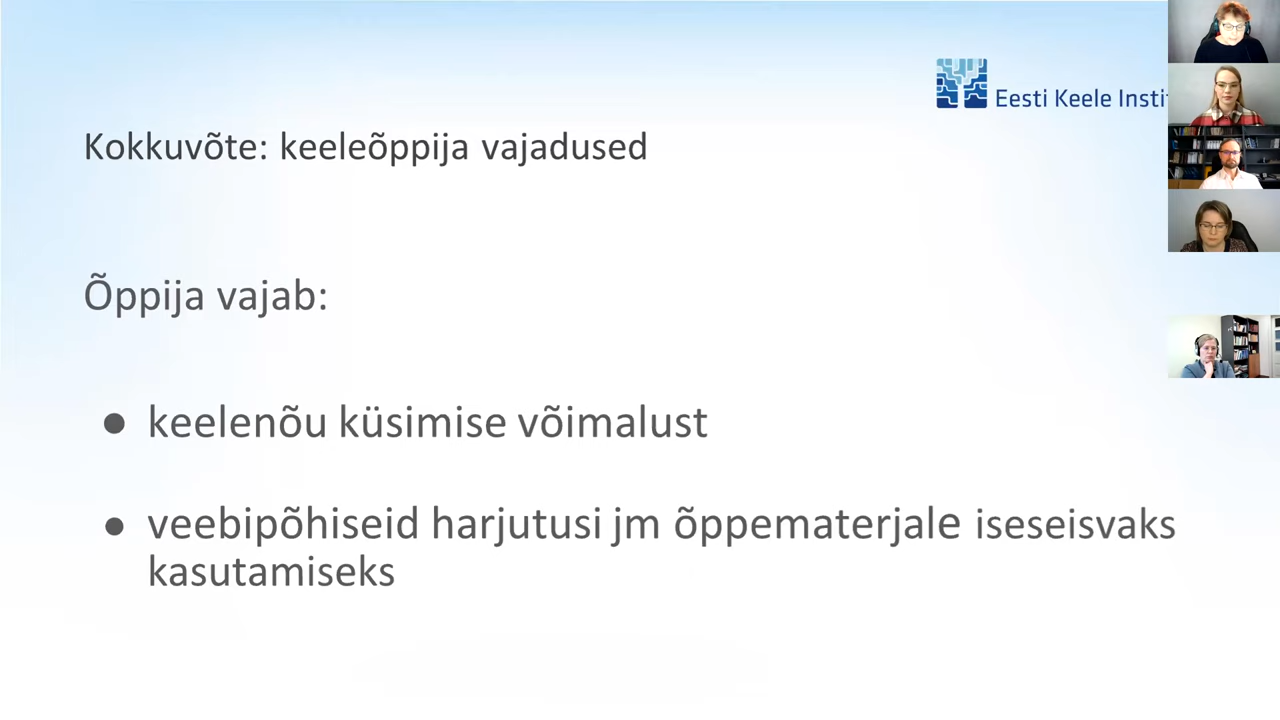 Eesti Keele Insti
Kokkuvõte: keeleõppija vajadused
Õppija vajab:
● keelenõu küsimise võimalust
● veebipõhiseid harjutusi jm õppematerjale iseseisvaks
kasutamiseks